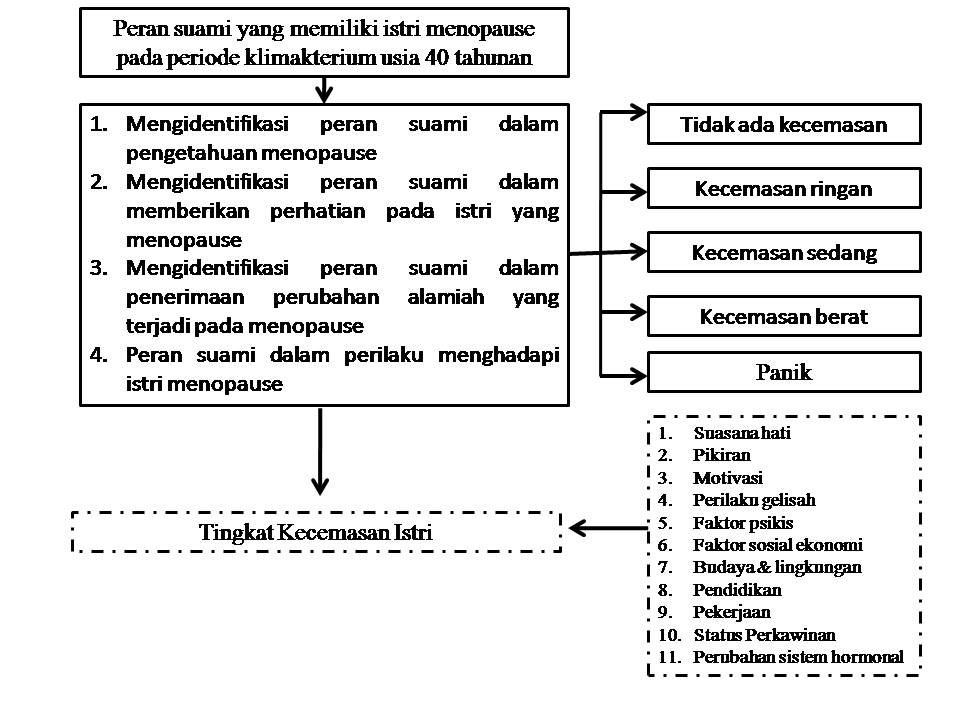 Peran suami yang memiliki istri menopause
pada periode klimakterium usia 40 tahunan
1. Mengidentifikasi peran suami dalam
pengetahuan menopause
2. Mengidentifikasi peran suami dalam
memberikan perhatian pada istri yang
menopause
3. Mengidentifikasi peran suami dalam
penerimaan perubahan alamiah yang
terjadi pada menopause
4. Peran suami dalam perilaku menghadapi
istri menopause
Tidak ada kecemasan
Kecemasan ringan
Kecemasan sedang
Kecemasan berat
Panik
Tingkat Kecemasan Istri
1. Suasana hati
2. Pikiran
3. Motivasi
4. Perilaku gelisah
5. Faktor psikis
6. Faktor sosial ekonomi
7. Budaya & lingkungan
8. Pendidikan
9. Pekerjaan
10. Status Perkawinan
11. Perubahan sistem hormonal